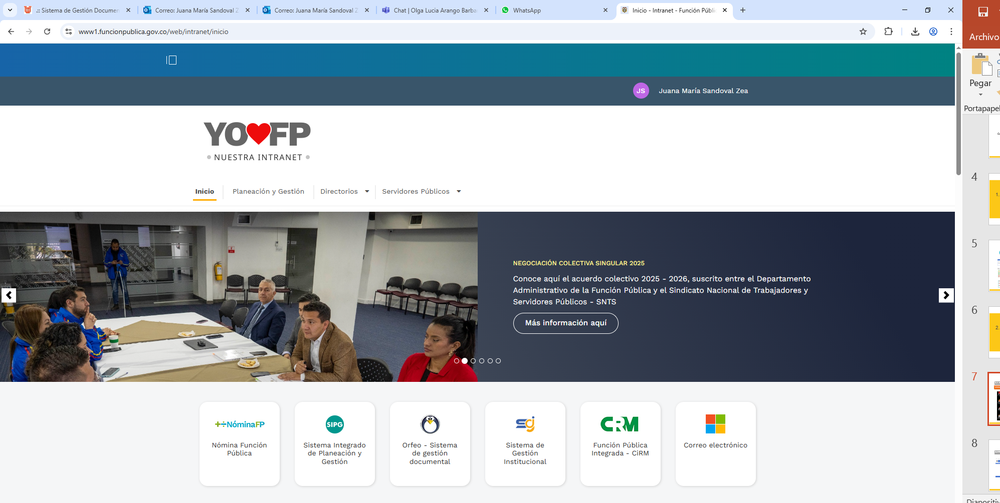 .:: Sistema de Gestión Documen
Correo: Juana María Sandoval Z
Correo: Juana María Sandoval Z
Chat | Olga Lucia Arango Barba
WhatsApp
Inicio - Intranet - Función Públi
www1.funcionpublica.gov.co/web/intranet/inicio
Archivo
Pegar
Portapapel
JS
Juana María Sandoval Zea
YO FP
NUESTRA INTRANET
Inicio
Planeación y Gestión
Directorios
Servidores Públicos
NEGOCIACIÓN COLECTIVA SINGULAR 2025
Conoce aquí el acuerdo colectivo 2025 - 2026, suscrito entre el Departamento
Administrativo de la Función Pública y el Sindicato Nacional de Trabajadores y
Servidores Públicos - SNTS
Más información aquí
+÷NóminaFP
Nómina Función
Pública
SIPG
Sistema Integrado
de Planeación y
Gestión
Orfeo - Sistema
de gestión
documental
sgi
Sistema de
Gestión
Institucional
CRM
Función Pública
Integrada - CiRM
Correo electrónico
4
1.
5
6
2.
7
8
Diapositiv